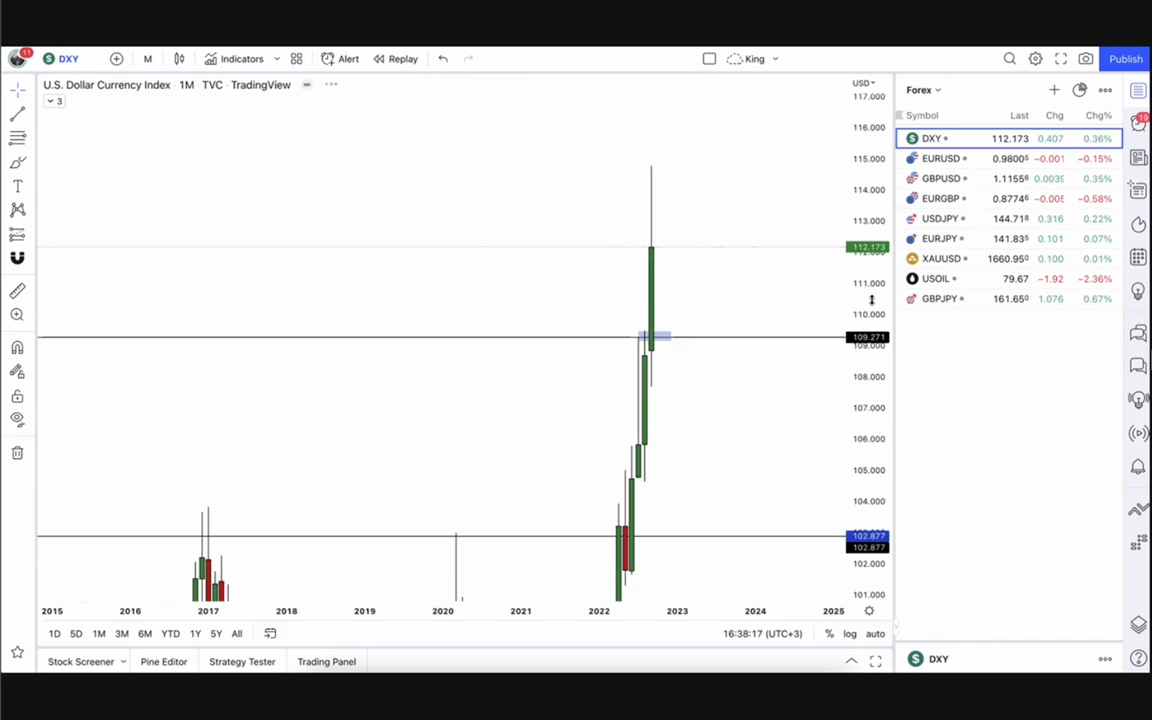 11
DXY
M
Indicators
Alert
Replay
King
Publish
U.S. Dollar Currency Index · 1M · TVC · TradingView
3
USD
117.000
116.000
115.000
114.000
113.000
112.173
112.000
111.000
110.000
109.271
109.000
108.000
107.000
106.000
105.000
104.000
102.877
102.877
102.000
101.000
2015 2016 2017 2018 2019 2020 2021 2022 2023 2024 2025
1D 5D 1M 3M 6M YTD 1Y 5Y All
16:38:17 (UTC+3)
% log auto
Stock Screener Pine Editor Strategy Tester Trading Panel
Forex
Symbol Last Chg Chg%
DXY 112.173 0.407 0.36%
EURUSD 0.98005 −0.001 −0.15%
GBPUSD 1.11556 0.0039 0.35%
EURGBP 0.87746 −0.005 −0.58%
USDJPY 144.718 0.316 0.22%
EURJPY 141.835 0.101 0.07%
XAUUSD 1660.950 0.100 0.01%
USOIL 79.67 −1.92 −2.36%
GBPJPY 161.650 1.076 0.67%
DXY
19